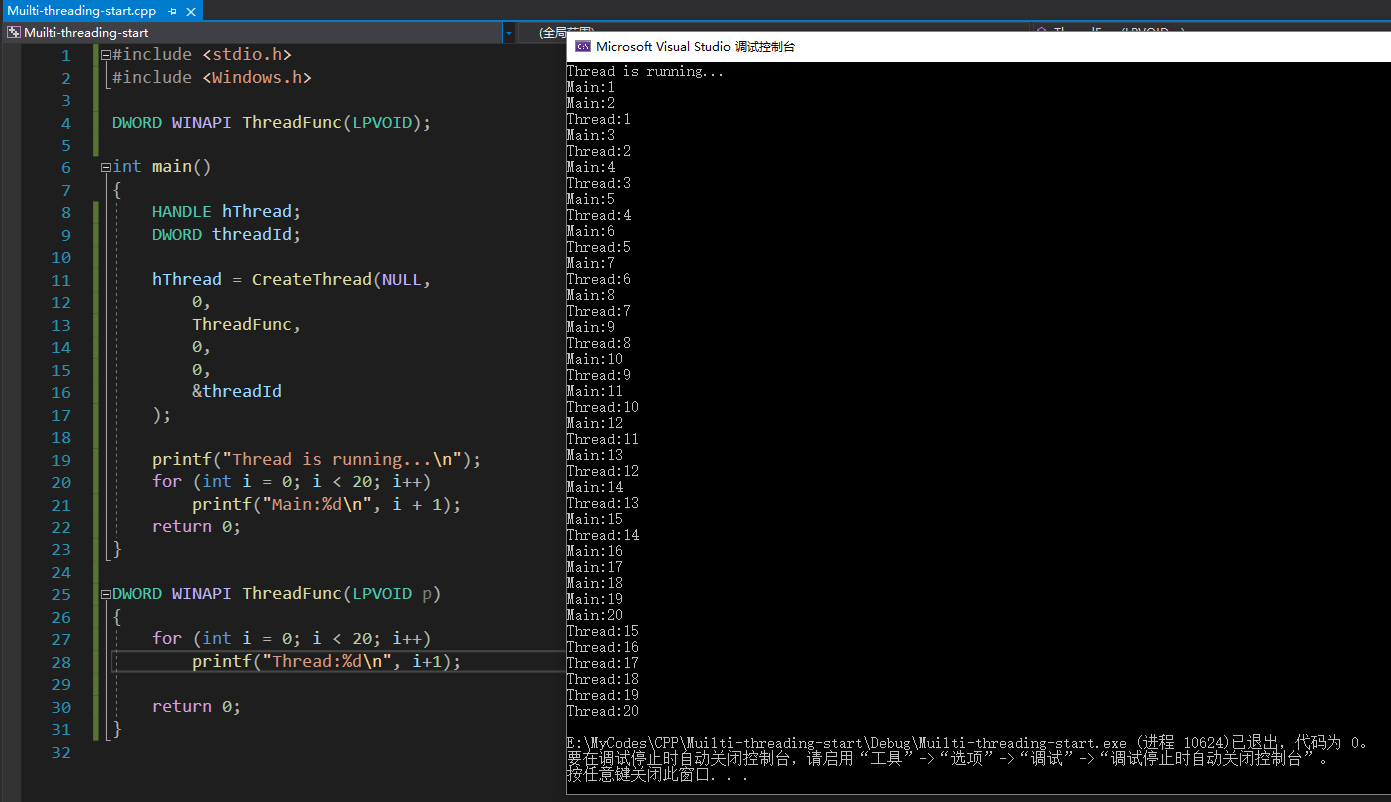 Muilti-threading-start.cpp
Muilti-threading-start
(全局范围)
1 #include <stdio.h>
2 #include <Windows.h>
3
4 DWORD WINAPI ThreadFunc(LPVOID);
5
6 int main()
7 {
8 HANDLE hThread;
9 DWORD threadId;
10
11 hThread = CreateThread(NULL,
12 0,
13 ThreadFunc,
14 0,
15 0,
16 &threadId
17 );
18
19 printf("Thread is running...\n");
20 for (int i = 0; i < 20; i++)
21 printf("Main:%d\n", i + 1);
22 return 0;
23 }
24
25 DWORD WINAPI ThreadFunc(LPVOID p)
26 {
27 for (int i = 0; i < 20; i++)
28 printf("Thread:%d\n", i+1);
29
30 return 0;
31 }
32
Microsoft Visual Studio 调试控制台
Thread is running...
Main:1
Main:2
Thread:1
Main:3
Thread:2
Main:4
Thread:3
Main:5
Thread:4
Main:6
Thread:5
Main:7
Thread:6
Main:8
Thread:7
Main:9
Thread:8
Main:10
Thread:9
Main:11
Thread:10
Main:12
Thread:11
Main:13
Thread:12
Main:14
Thread:13
Main:15
Thread:14
Main:16
Main:17
Main:18
Main:19
Main:20
Thread:15
Thread:16
Thread:17
Thread:18
Thread:19
Thread:20
E:\MyCodes\CPP\Muilti-threading-start\Debug\Muilti-threading-start.exe (进程 10624)已退出，代码为 0。
要在调试停止时自动关闭控制台，请启用“工具”->“选项”->“调试”->“调试停止时自动关闭控制台”。
按任意键关闭此窗口. . .